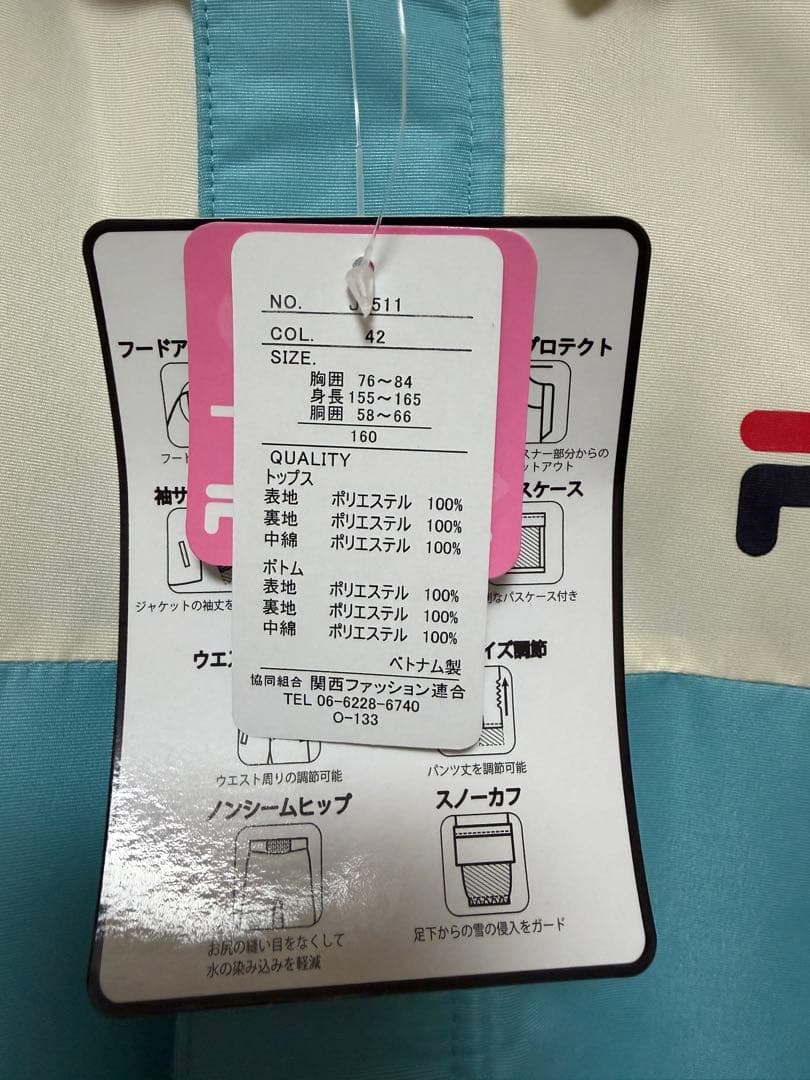 NO. 511
COL. 42
SIZE.
胸囲 76～84
身長 155～165
胴囲 58～66
160
QUALITY
トップス
表地 ポリエステル 100%
裏地 ポリエステル 100%
中綿 ポリエステル 100%
ボトム
表地 ポリエステル 100%
裏地 ポリエステル 100%
中綿 ポリエステル 100%
ベトナム製
協同組合 関西ファッション連合
TEL 06-6228-6740
O-133
フードア
プロテクト
フード
スナー部分からの
ットアウト
袖サ
スケース
ジャケットの袖丈を
なパスケース付き
ウエス
イズ調節
ウエスト周りの調節可能
パンツ丈を調節可能
ノンシームヒップ
スノーカフ
お尻の縫い目をなくして
水の染み込みを軽減
足下からの雪の侵入をガード